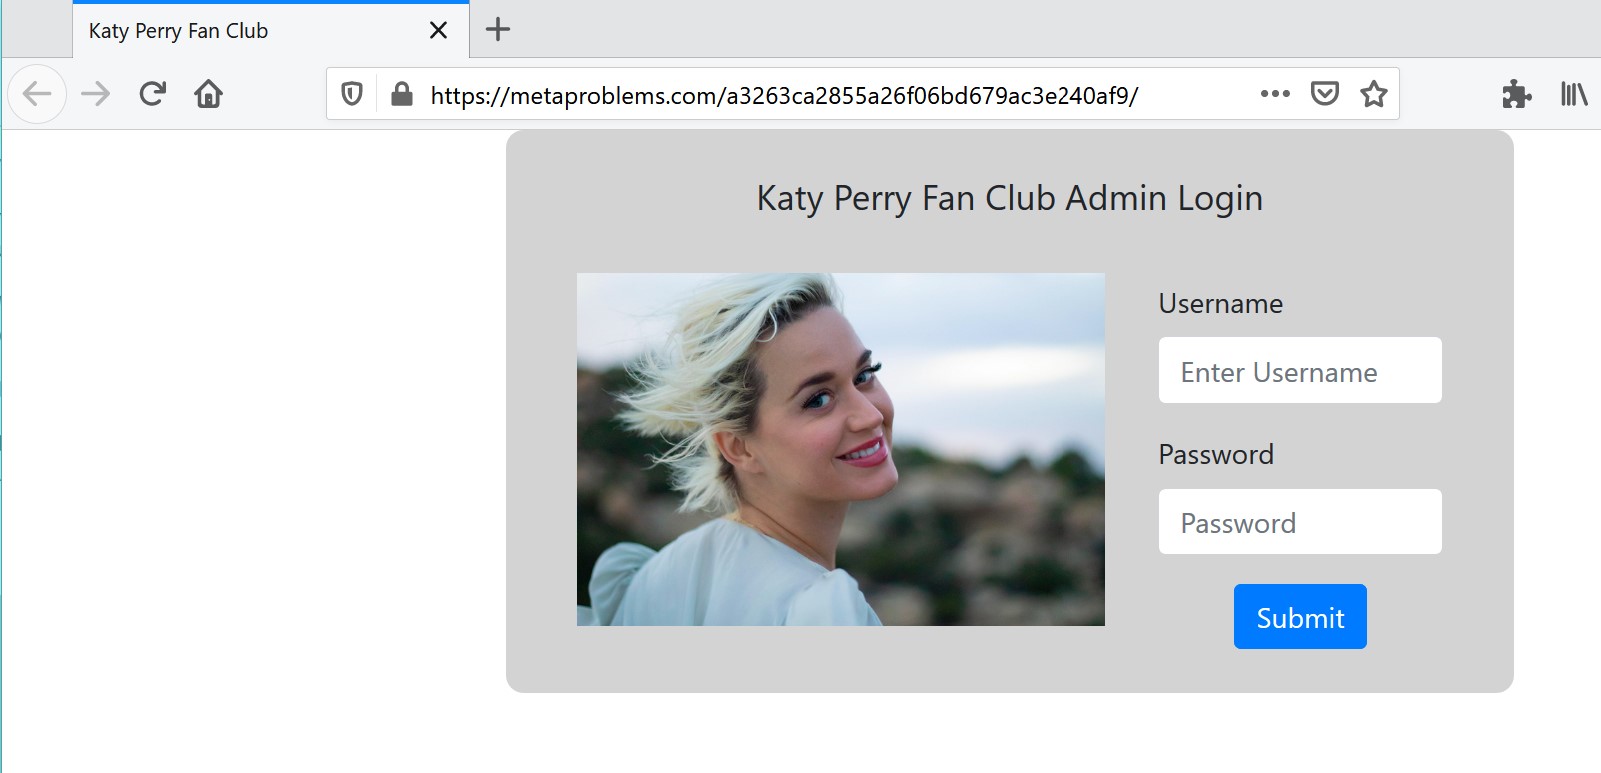 Katy Perry Fan Club
https://metaproblems.com/a3263ca2855a26f06bd679ac3e240af9/
Katy Perry Fan Club Admin Login
Username
Enter Username
Password
Password
Submit